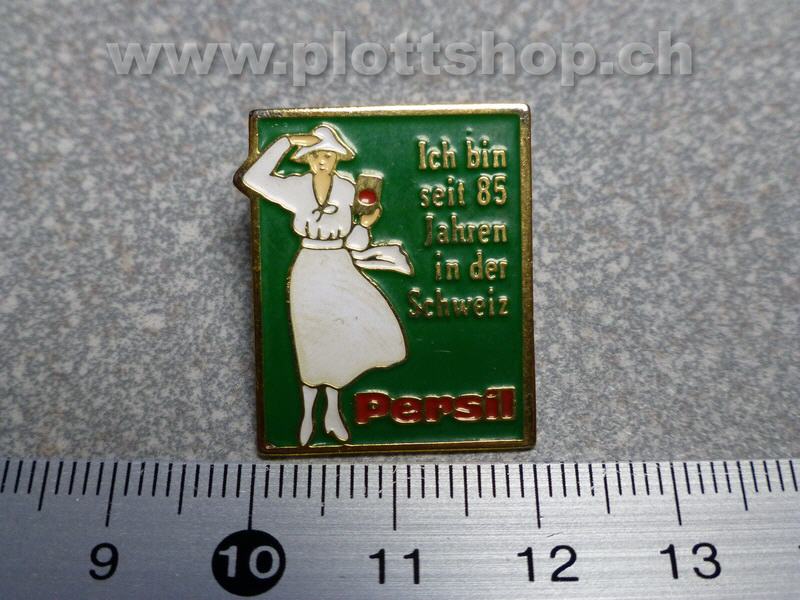 www.plottshop.ch
Ich bin
seit 85
Jahren
in der
Schweiz
Persil
9 10 11 12 13